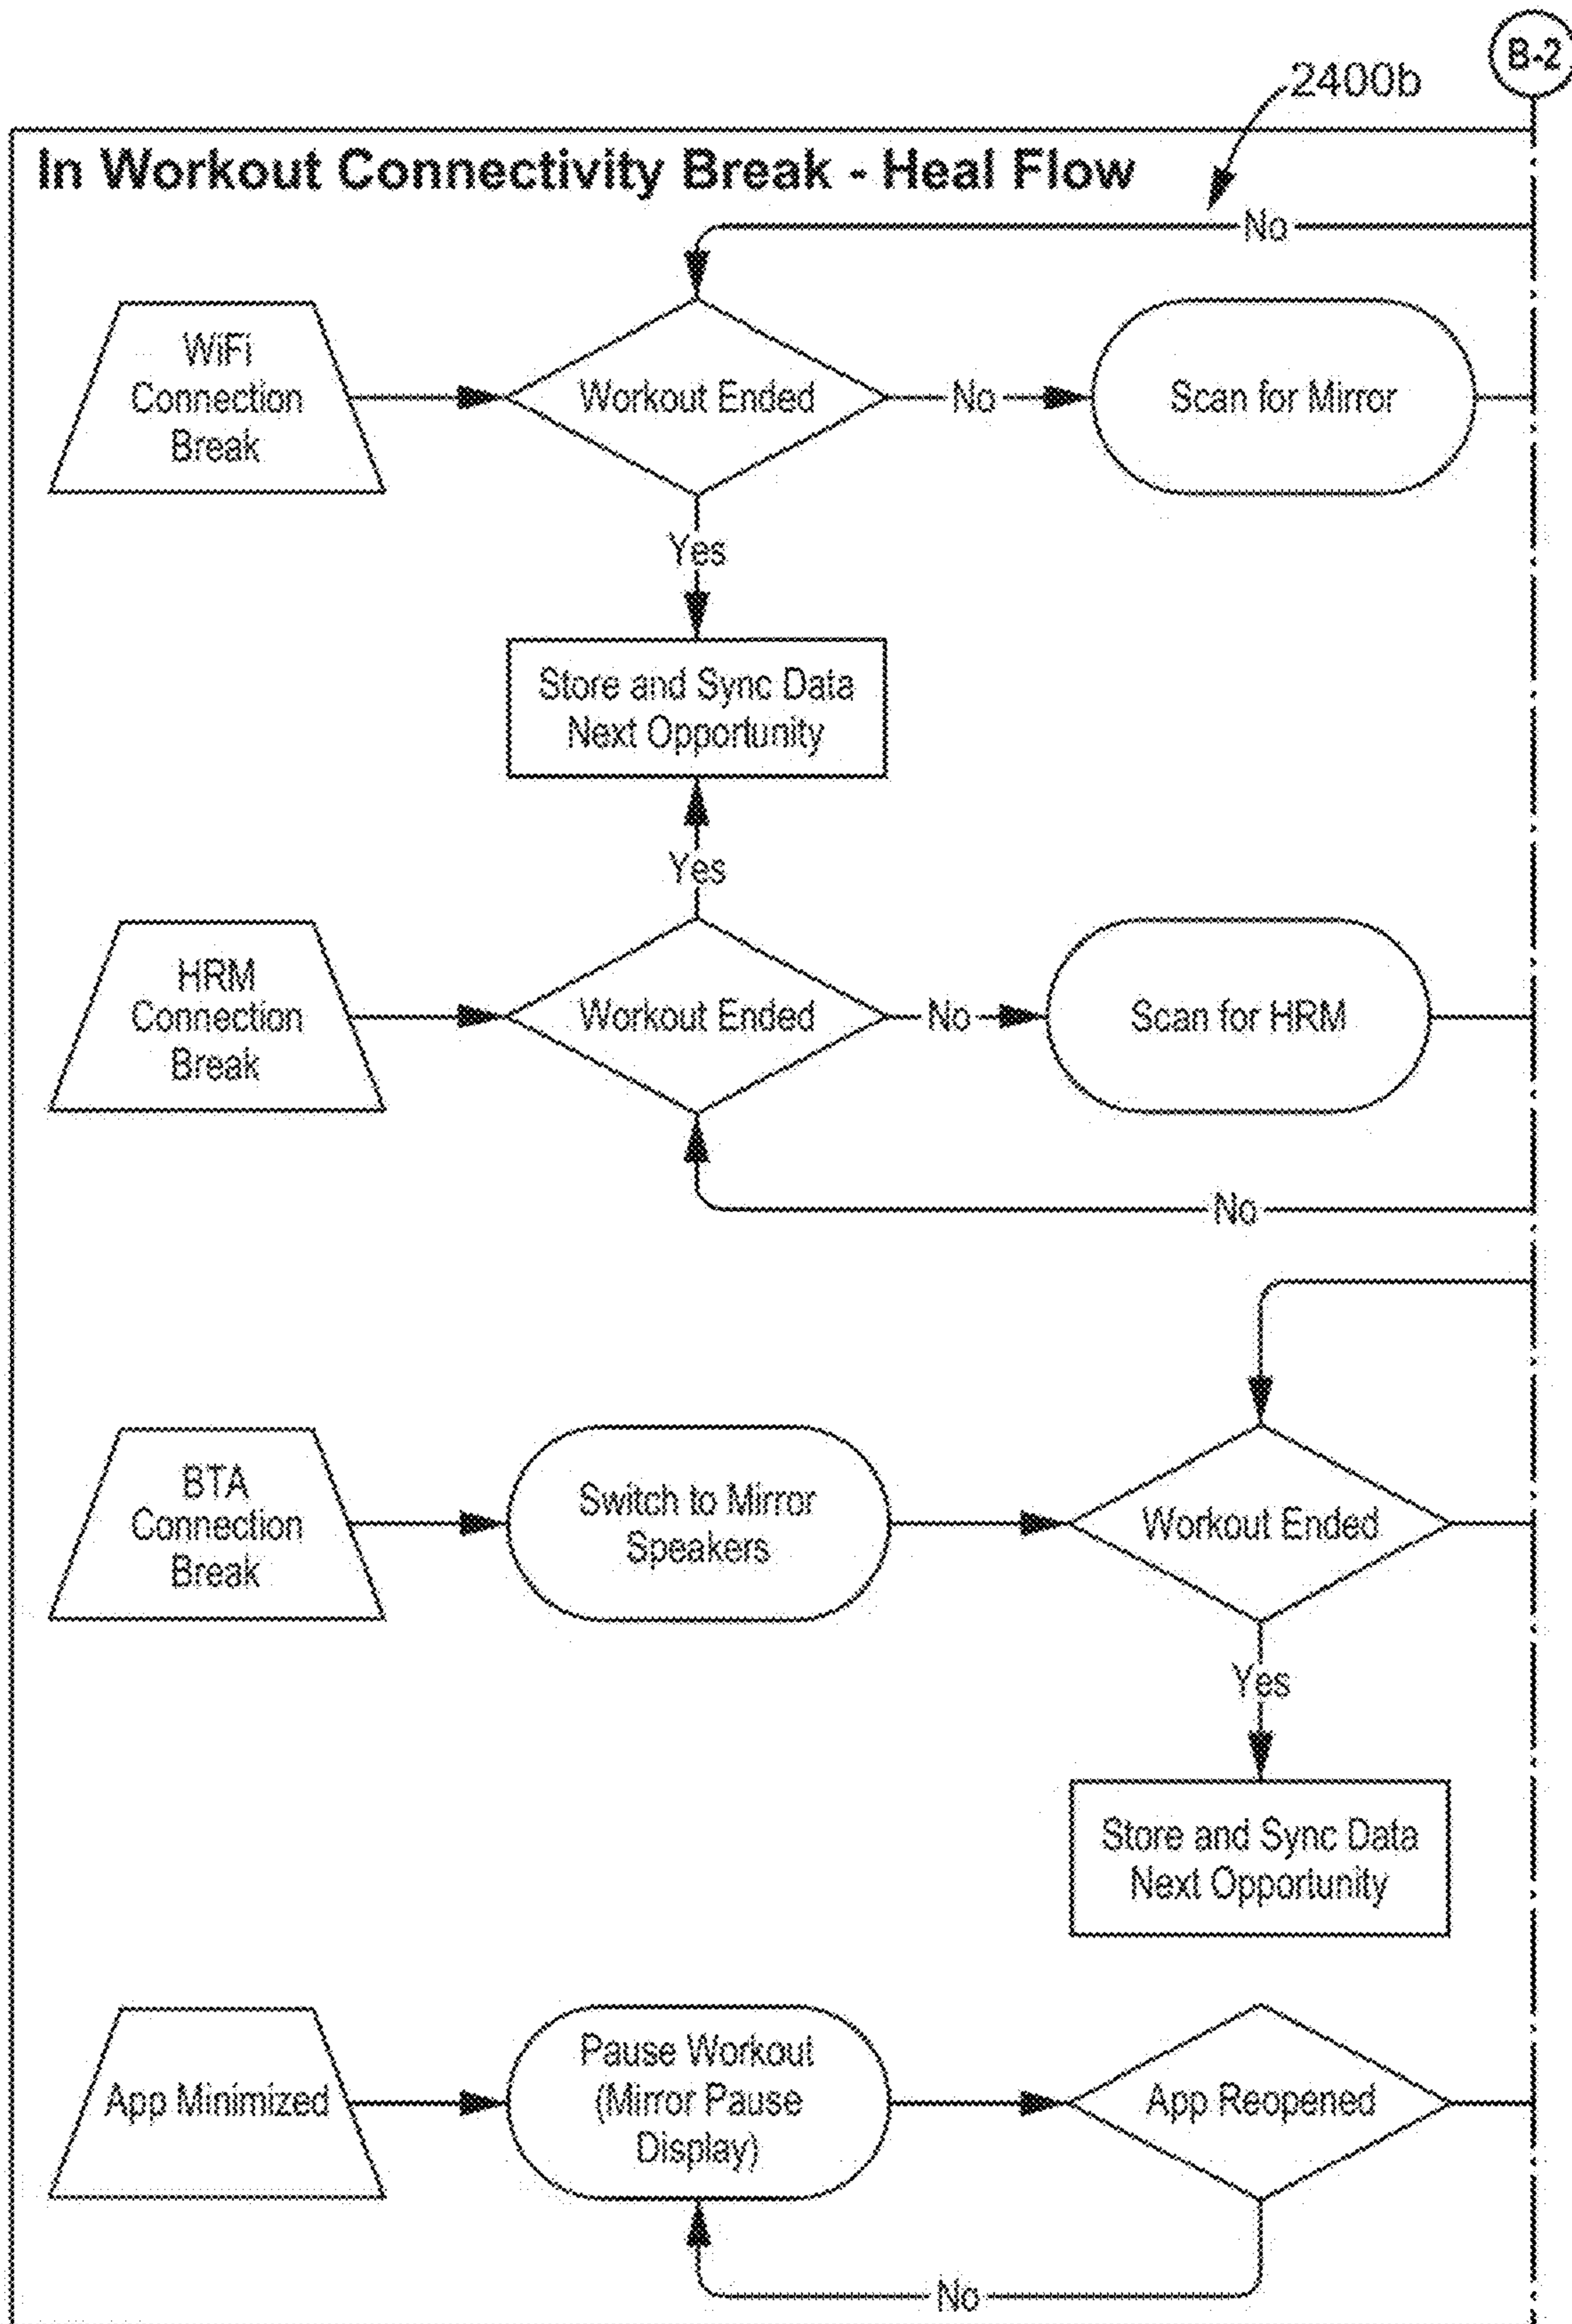 B-2
2400b
In Workout Connectivity Break - Heal Flow
No
WiFi
Connection
Break
Workout Ended
No
Scan for Mirror
Yes
Store and Sync Data
Next Opportunity
Yes
HRM
Connection
Break
Workout Ended
No
Scan for HRM
No
BTA
Connection
Break
Switch to Mirror
Speakers
Workout Ended
Yes
Store and Sync Data
Next Opportunity
App Minimized
Pause Workout
(Mirror Pause
Display)
App Reopened
No